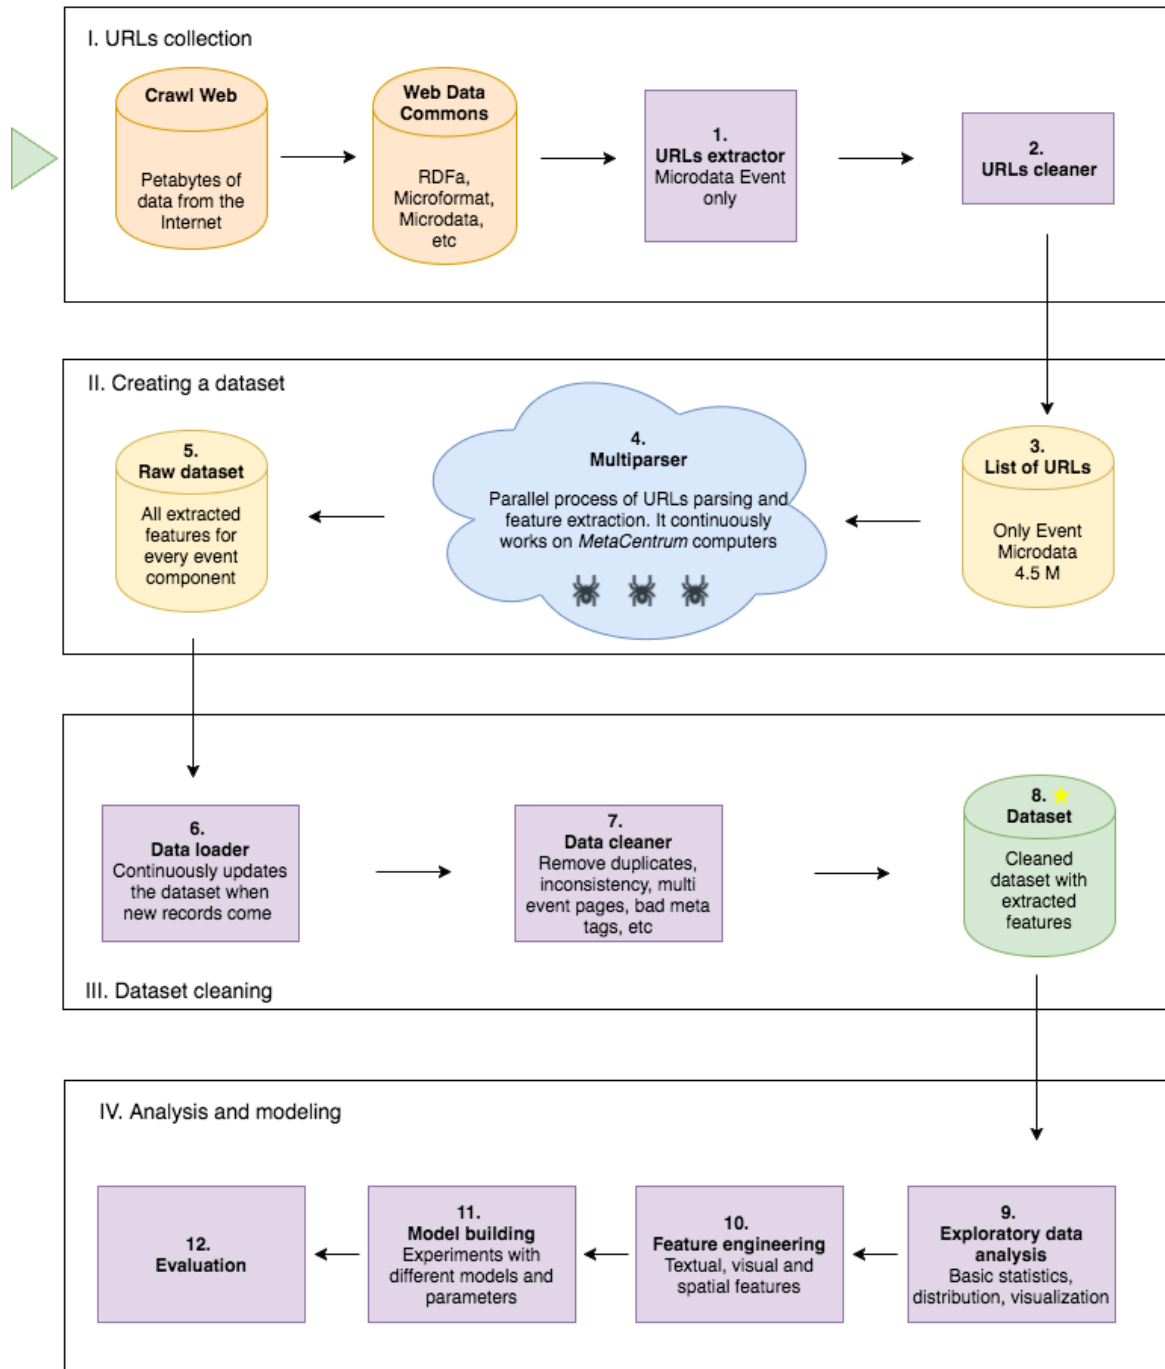 I. URLs collection
Crawl Web
Petabytes of
data from the
Internet
Web Data
Commons
RDFa,
Microformat,
Microdata,
etc
1.
URLs extractor
Microdata Event
only
2.
URLs cleaner
II. Creating a dataset
3.
List of URLs
Only Event
Microdata
4.5 M
4.
Multiparser
Parallel process of URLs parsing and
feature extraction. It continuously
works on MetaCentrum computers
5.
Raw dataset
All extracted
features for
every event
component
6.
Data loader
Continuously updates
the dataset when
new records come
7.
Data cleaner
Remove duplicates,
inconsistency, multi
event pages, bad meta
tags, etc
8.
Dataset
Cleaned
dataset with
extracted
features
III. Dataset cleaning
IV. Analysis and modeling
9.
Exploratory data
analysis
Basic statistics,
distribution, visualization
10.
Feature engineering
Textual, visual and
spatial features
11.
Model building
Experiments with
different models and
parameters
12.
Evaluation